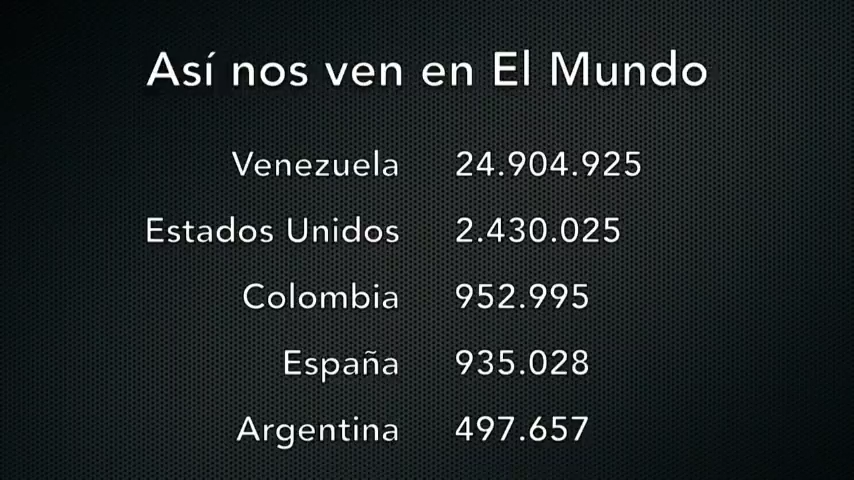 Así nos ven en El Mundo
Venezuela 24.904.925
Estados Unidos 2.430.025
Colombia 952.995
España 935.028
Argentina 497.657